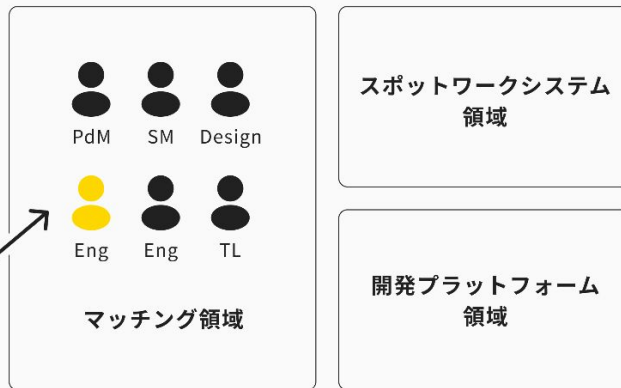 PdM SM Design
Eng Eng TL
マッチング領域
スポットワークシステム
領域
開発プラットフォーム
領域